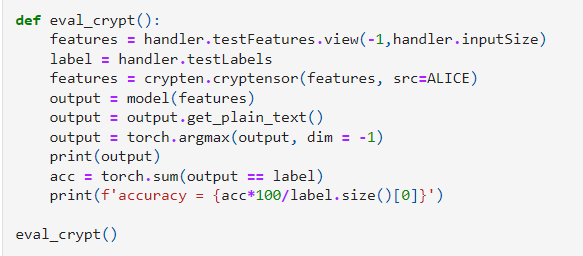 def eval_crypt():
    features = handler.testFeatures.view(-1,handler.inputSize)
    label = handler.testLabels
    features = crypten.cryptensor(features, src=ALICE)
    output = model(features)
    output = output.get_plain_text()
    output = torch.argmax(output, dim = -1)
    print(output)
    acc = torch.sum(output == label)
    print(f'accuracy = {acc*100/label.size()[0]}')
eval_crypt()